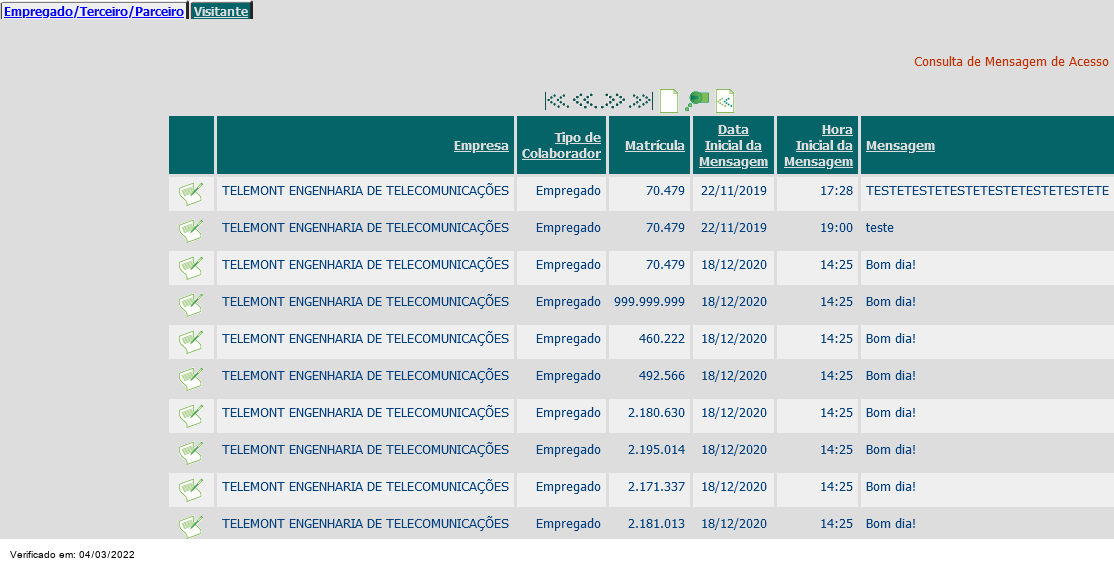 Empregado/Terceiro/Parceiro Visitante
Consulta de Mensagem de Acesso
Empresa Tipo de Colaborador Matrícula Data Inicial da Mensagem Hora Inicial da Mensagem Mensagem
TELEMONT ENGENHARIA DE TELECOMUNICAÇÕES Empregado 70.479 22/11/2019 17:28 TESTETESTETESTETESTETESTETESTETE
TELEMONT ENGENHARIA DE TELECOMUNICAÇÕES Empregado 70.479 22/11/2019 19:00 teste
TELEMONT ENGENHARIA DE TELECOMUNICAÇÕES Empregado 70.479 18/12/2020 14:25 Bom dia!
TELEMONT ENGENHARIA DE TELECOMUNICAÇÕES Empregado 999.999.999 18/12/2020 14:25 Bom dia!
TELEMONT ENGENHARIA DE TELECOMUNICAÇÕES Empregado 460.222 18/12/2020 14:25 Bom dia!
TELEMONT ENGENHARIA DE TELECOMUNICAÇÕES Empregado 492.566 18/12/2020 14:25 Bom dia!
TELEMONT ENGENHARIA DE TELECOMUNICAÇÕES Empregado 2.180.630 18/12/2020 14:25 Bom dia!
TELEMONT ENGENHARIA DE TELECOMUNICAÇÕES Empregado 2.195.014 18/12/2020 14:25 Bom dia!
TELEMONT ENGENHARIA DE TELECOMUNICAÇÕES Empregado 2.171.337 18/12/2020 14:25 Bom dia!
TELEMONT ENGENHARIA DE TELECOMUNICAÇÕES Empregado 2.181.013 18/12/2020 14:25 Bom dia!
Verificado em: 04/03/2022